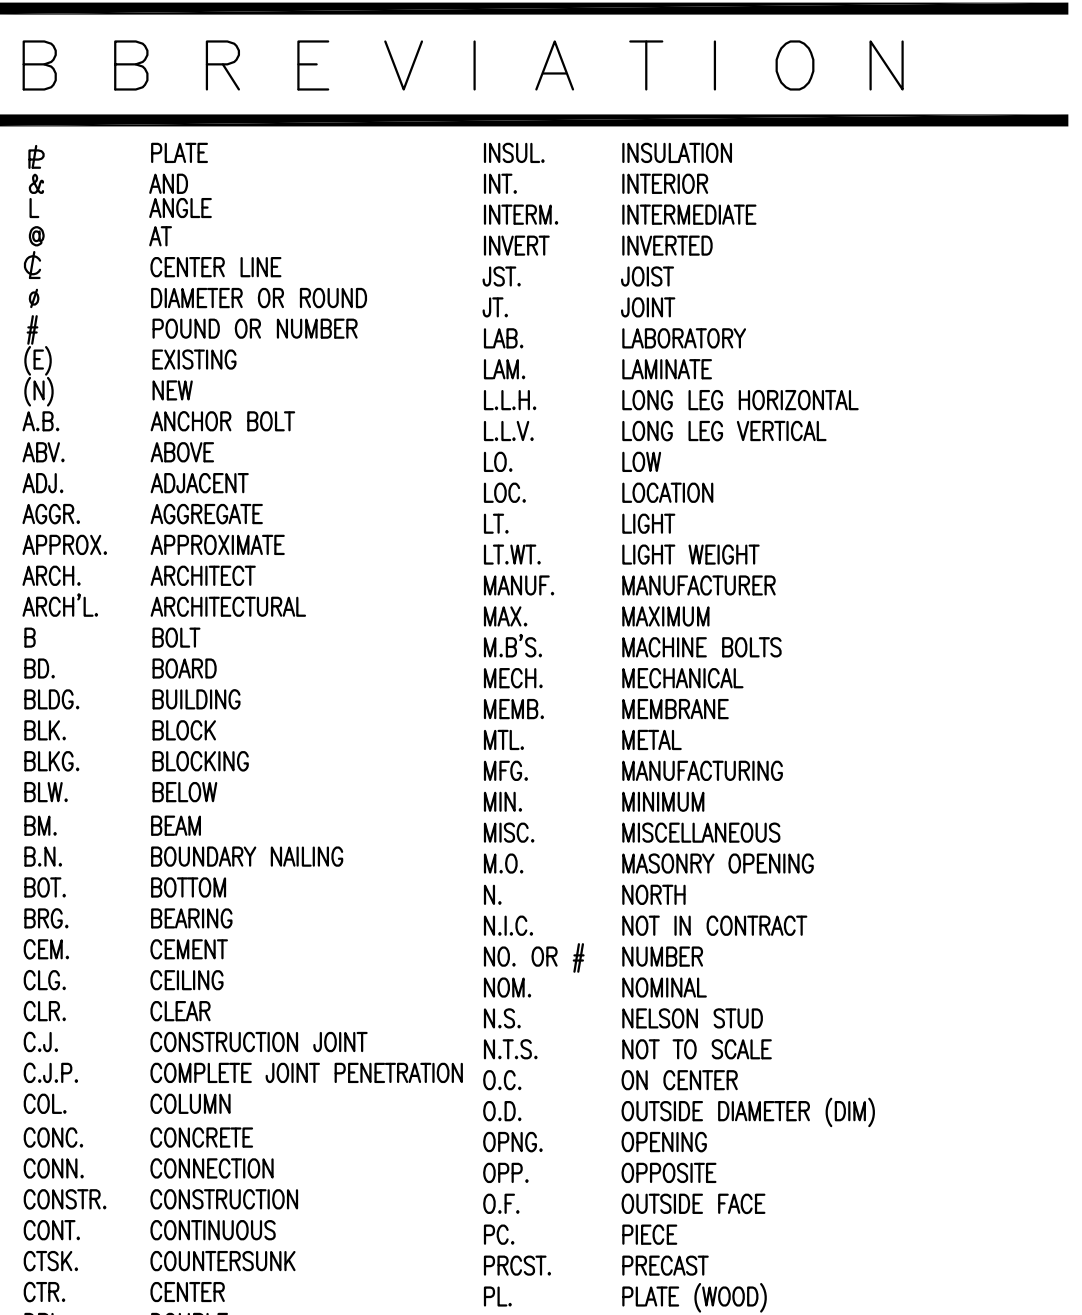 B B R E V I A T I O N
⅊ PLATE
& AND
L ANGLE
@ AT
℄ CENTER LINE
ø DIAMETER OR ROUND
# POUND OR NUMBER
(E) EXISTING
(N) NEW
A.B. ANCHOR BOLT
ABV. ABOVE
ADJ. ADJACENT
AGGR. AGGREGATE
APPROX. APPROXIMATE
ARCH. ARCHITECT
ARCH'L. ARCHITECTURAL
B BOLT
BD. BOARD
BLDG. BUILDING
BLK. BLOCK
BLKG. BLOCKING
BLW. BELOW
BM. BEAM
B.N. BOUNDARY NAILING
BOT. BOTTOM
BRG. BEARING
CEM. CEMENT
CLG. CEILING
CLR. CLEAR
C.J. CONSTRUCTION JOINT
C.J.P. COMPLETE JOINT PENETRATION
COL. COLUMN
CONC. CONCRETE
CONN. CONNECTION
CONSTR. CONSTRUCTION
CONT. CONTINUOUS
CTSK. COUNTERSUNK
CTR. CENTER
INSUL. INSULATION
INT. INTERIOR
INTERM. INTERMEDIATE
INVERT INVERTED
JST. JOIST
JT. JOINT
LAB. LABORATORY
LAM. LAMINATE
L.L.H. LONG LEG HORIZONTAL
L.L.V. LONG LEG VERTICAL
LO. LOW
LOC. LOCATION
LT. LIGHT
LT.WT. LIGHT WEIGHT
MANUF. MANUFACTURER
MAX. MAXIMUM
M.B'S. MACHINE BOLTS
MECH. MECHANICAL
MEMB. MEMBRANE
MTL. METAL
MFG. MANUFACTURING
MIN. MINIMUM
MISC. MISCELLANEOUS
M.O. MASONRY OPENING
N. NORTH
N.I.C. NOT IN CONTRACT
NO. OR # NUMBER
NOM. NOMINAL
N.S. NELSON STUD
N.T.S. NOT TO SCALE
O.C. ON CENTER
O.D. OUTSIDE DIAMETER (DIM)
OPNG. OPENING
OPP. OPPOSITE
O.F. OUTSIDE FACE
PC. PIECE
PRCST. PRECAST
PL. PLATE (WOOD)